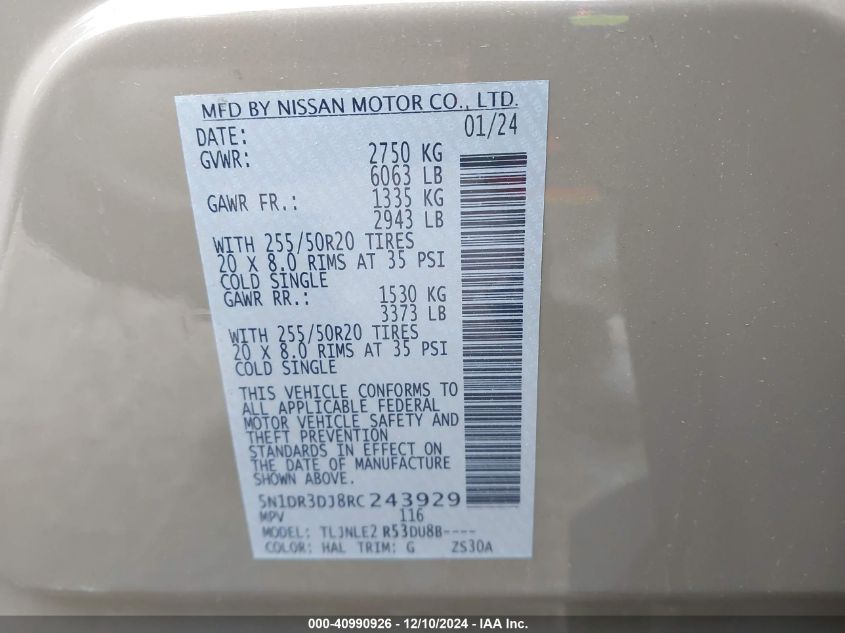 MFD BY NISSAN MOTOR CO., LTD.
DATE: 01/24
GVWR: 2750 KG
6063 LB
GAWR FR.: 1335 KG
2943 LB
WITH 255/50R20 TIRES
20 X 8.0 RIMS AT 35 PSI
COLD SINGLE
GAWR RR.: 1530 KG
3373 LB
WITH 255/50R20 TIRES
20 X 8.0 RIMS AT 35 PSI
COLD SINGLE
THIS VEHICLE CONFORMS TO
ALL APPLICABLE FEDERAL
MOTOR VEHICLE SAFETY AND
THEFT PREVENTION
STANDARDS IN EFFECT ON
THE DATE OF MANUFACTURE
SHOWN ABOVE.
5N1DR3DJ8RC243929
MPV 116
MODEL: TLJNLE2 R53DU8B----
COLOR: HAL TRIM: G ZS30A
000-40990926 - 12/10/2024 - IAA Inc.